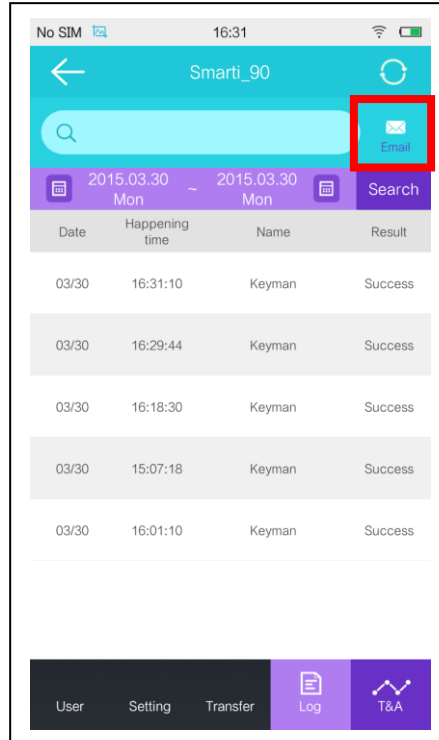 No SIM 16:31
Smarti_90
Email
2015.03.30 ~ 2015.03.30
Mon Mon Search
Date Happening time Name Result
03/30 16:31:10 Keyman Success
03/30 16:29:44 Keyman Success
03/30 16:18:30 Keyman Success
03/30 15:07:18 Keyman Success
03/30 16:01:10 Keyman Success
User Setting Transfer Log T&A